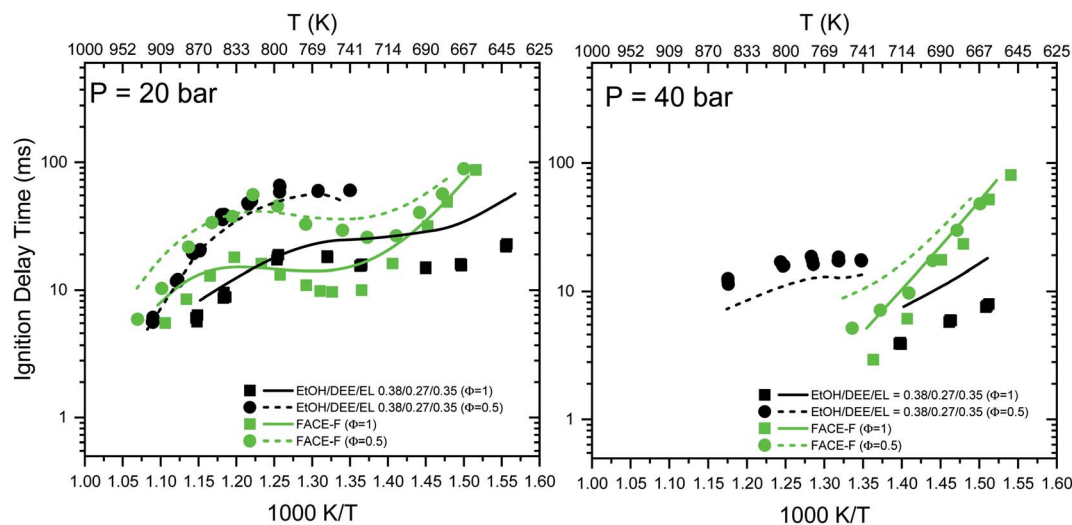 T (K)
1000 952 909 870 833 800 769 741 714 690 667 645 625
P = 20 bar
Ignition Delay Time (ms)
100
10
1
EtOH/DEE/EL 0.38/0.27/0.35 (Φ=1)
EtOH/DEE/EL 0.38/0.27/0.35 (Φ=0.5)
FACE-F (Φ=1)
FACE-F (Φ=0.5)
1.00 1.05 1.10 1.15 1.20 1.25 1.30 1.35 1.40 1.45 1.50 1.55 1.60
1000 K/T
T (K)
1000 952 909 870 833 800 769 741 714 690 667 645 625
P = 40 bar
100
10
1
EtOH/DEE/EL = 0.38/0.27/0.35 (Φ=1)
EtOH/DEE/EL = 0.38/0.27/0.35 (Φ=0.5)
FACE-F (Φ=1)
FACE-F (Φ=0.5)
1.00 1.05 1.10 1.15 1.20 1.25 1.30 1.35 1.40 1.45 1.50 1.55 1.60
1000 K/T